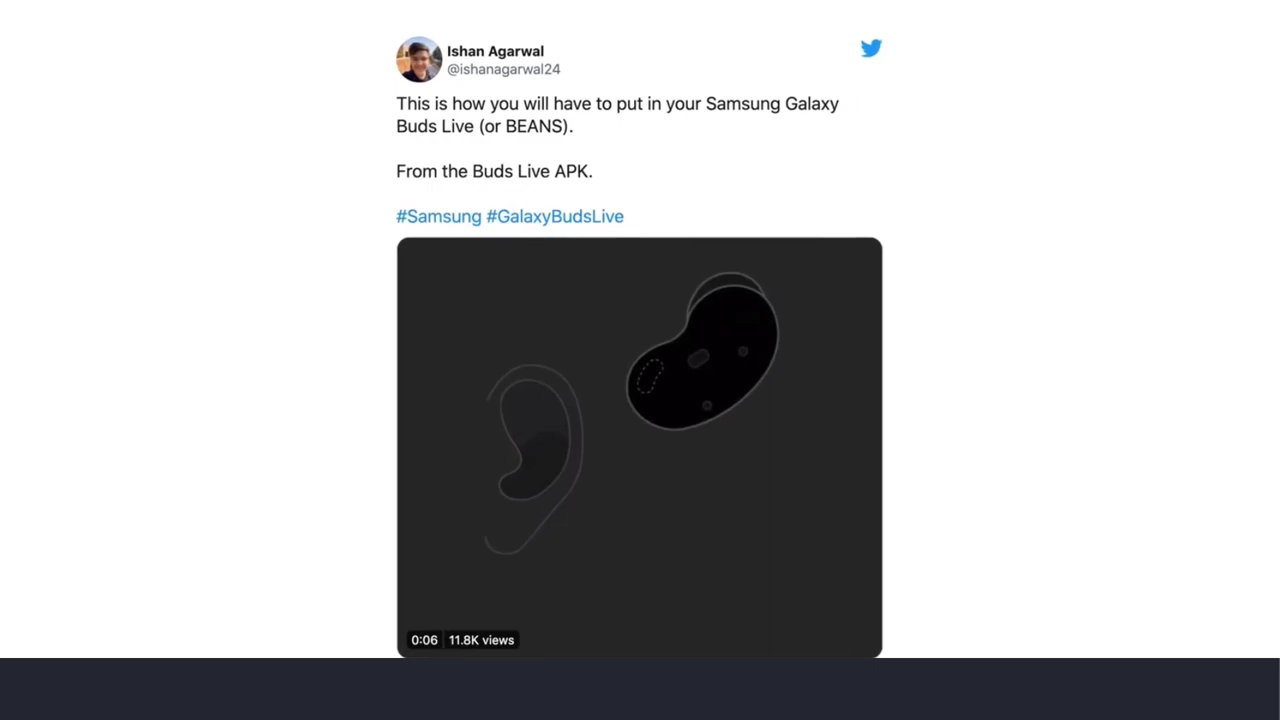 Ishan Agarwal
@ishanagarwal24
This is how you will have to put in your Samsung Galaxy
Buds Live (or BEANS).
From the Buds Live APK.
#Samsung #GalaxyBudsLive
0:06 11.8K views